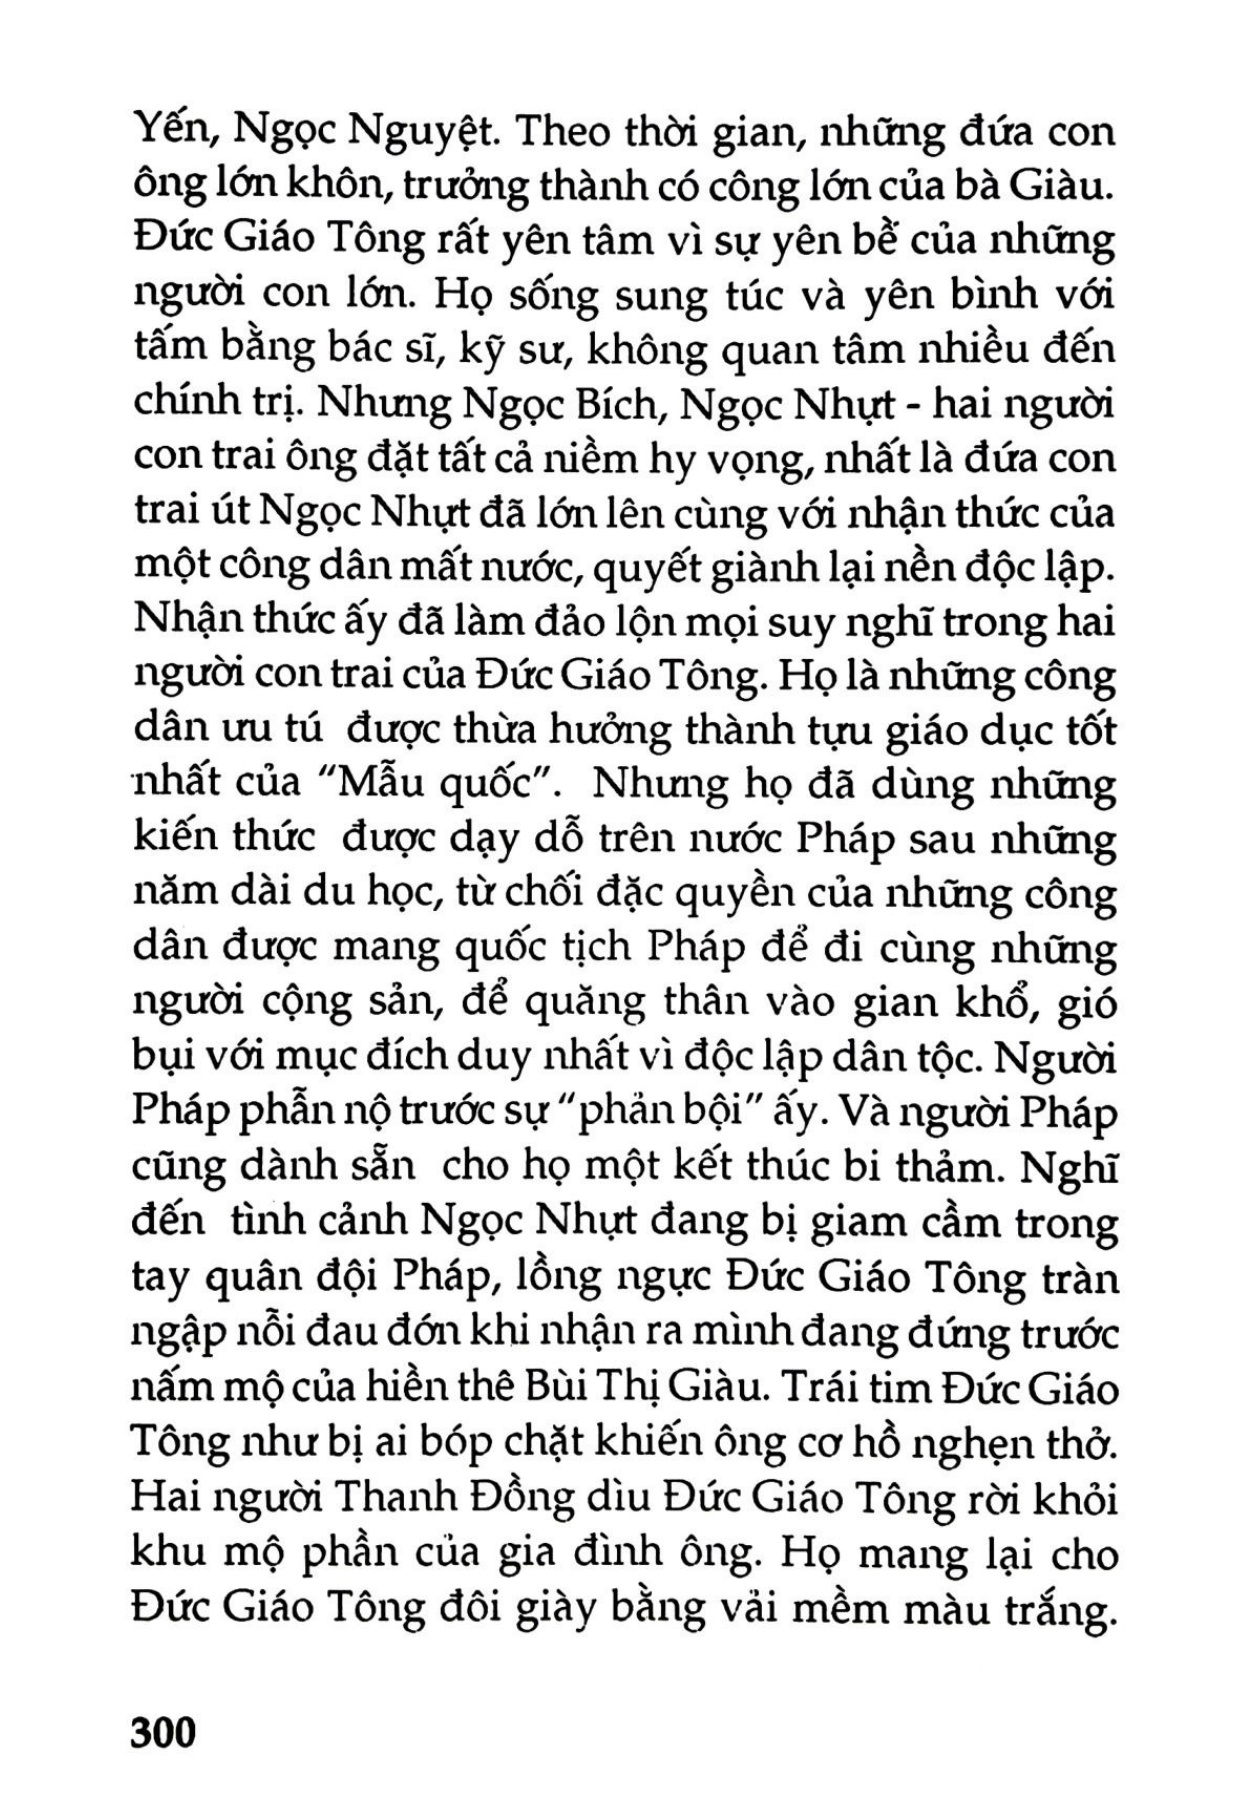 Yến, Ngọc Nguyệt. Theo thời gian, những đứa con
ông lớn khôn, trưởng thành có công lớn của bà Giàu.
Đức Giáo Tông rất yên tâm vì sự yên bề của những
người con lớn. Họ sống sung túc và yên bình với
tấm bằng bác sĩ, kỹ sư, không quan tâm nhiều đến
chính trị. Nhưng Ngọc Bích, Ngọc Nhựt - hai người
con trai ông đặt tất cả niềm hy vọng, nhất là đứa con
trai út Ngọc Nhựt đã lớn lên cùng với nhận thức của
một công dân mất nước, quyết giành lại nền độc lập.
Nhận thức ấy đã làm đảo lộn mọi suy nghĩ trong hai
người con trai của Đức Giáo Tông. Họ là những công
dân ưu tú được thừa hưởng thành tựu giáo dục tốt
nhất của "Mẫu quốc". Nhưng họ đã dùng những
kiến thức được dạy dỗ trên nước Pháp sau những
năm dài du học, từ chối đặc quyền của những công
dân được mang quốc tịch Pháp để đi cùng những
người cộng sản, để quăng thân vào gian khổ, gió
bụi với mục đích duy nhất vì độc lập dân tộc. Người
Pháp phẫn nộ trước sự "phản bội" ấy. Và người Pháp
cũng dành sẵn cho họ một kết thúc bi thảm. Nghĩ
đến tình cảnh Ngọc Nhựt đang bị giam cầm trong
tay quân đội Pháp, lồng ngực Đức Giáo Tông tràn
ngập nỗi đau đớn khi nhận ra mình đang đứng trước
nấm mộ của hiền thê Bùi Thị Giàu. Trái tim Đức Giáo
Tông như bị ai bóp chặt khiến ông cơ hồ nghẹn thở.
Hai người Thanh Đồng dìu Đức Giáo Tông rời khỏi
khu mộ phần của gia đình ông. Họ mang lại cho
Đức Giáo Tông đôi giày bằng vải mềm màu trắng.
300